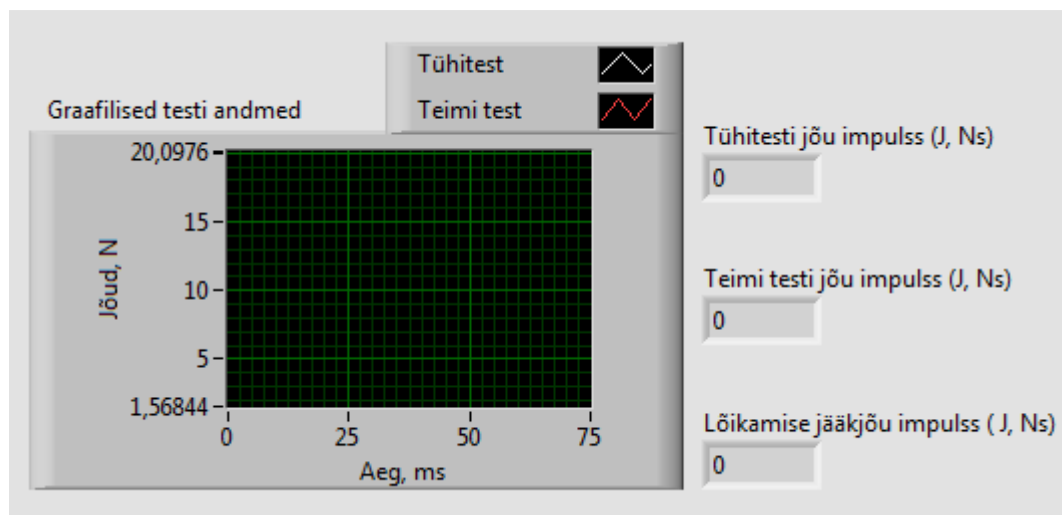 Tühitest
Teimi test
Graafilised testi andmed
20,0976
15
10
5
1,56844
Jõud, N
0
25
50
75
Aeg, ms
Tühitesti jõu impulss (J, Ns)
0
Teimi testi jõu impulss (J, Ns)
0
Lõikamise jääkjõu impulss ( J, Ns)
0